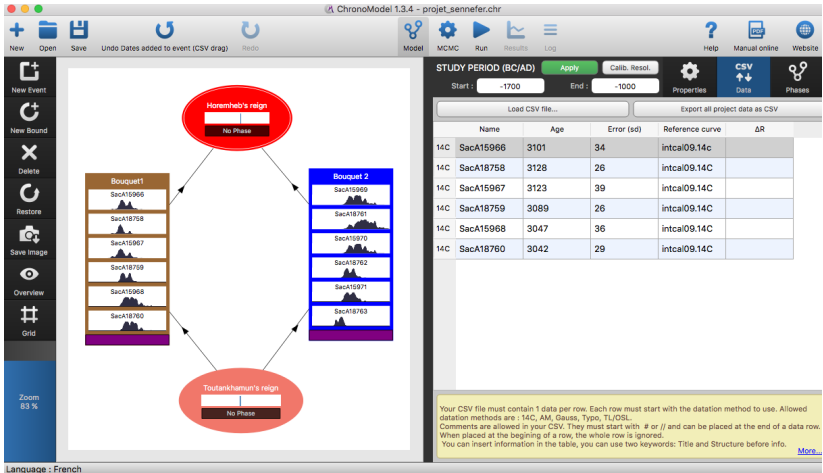 ChronoModel 1.3.4 - projet_sennefer.chr
New Open Save Undo Dates added to event (CSV drag) Redo Model MCMC Run Results Log Help Manual online Website
New Event
New Bound
Delete
Restore
Save Image
Overview
Grid
Zoom
83 %
Horemheb's reign
No Phase
Bouquet1
SacA15966
SacA18758
SacA15967
SacA18759
SacA15968
SacA18760
Bouquet 2
SacA15969
SacA18761
SacA15970
SacA18762
SacA15971
SacA18763
Toutankhamun's reign
No Phase
STUDY PERIOD (BC/AD) Apply Calib. Resol.
Start : -1700 End : -1000
Properties
CSV
Data
Phases
Load CSV file... Export all project data as CSV
Name Age Error (sd) Reference curve ΔR
14C SacA15966 3101 34 intcal09.14c
14C SacA18758 3128 26 intcal09.14C
14C SacA15967 3123 39 intcal09.14C
14C SacA18759 3089 26 intcal09.14C
14C SacA15968 3047 36 intcal09.14C
14C SacA18760 3042 29 intcal09.14C
Your CSV file must contain 1 data per row. Each row must start with the datation method to use. Allowed
datation methods are : 14C, AM, Gauss, Typo, TL/OSL.
Comments are allowed in your CSV. They must start with # or // and can be placed at the end of a data row.
When placed at the begining of a row, the whole row is ignored.
You can insert information in the table, you can use two keywords: Title and Structure before info.
More...
Language : French